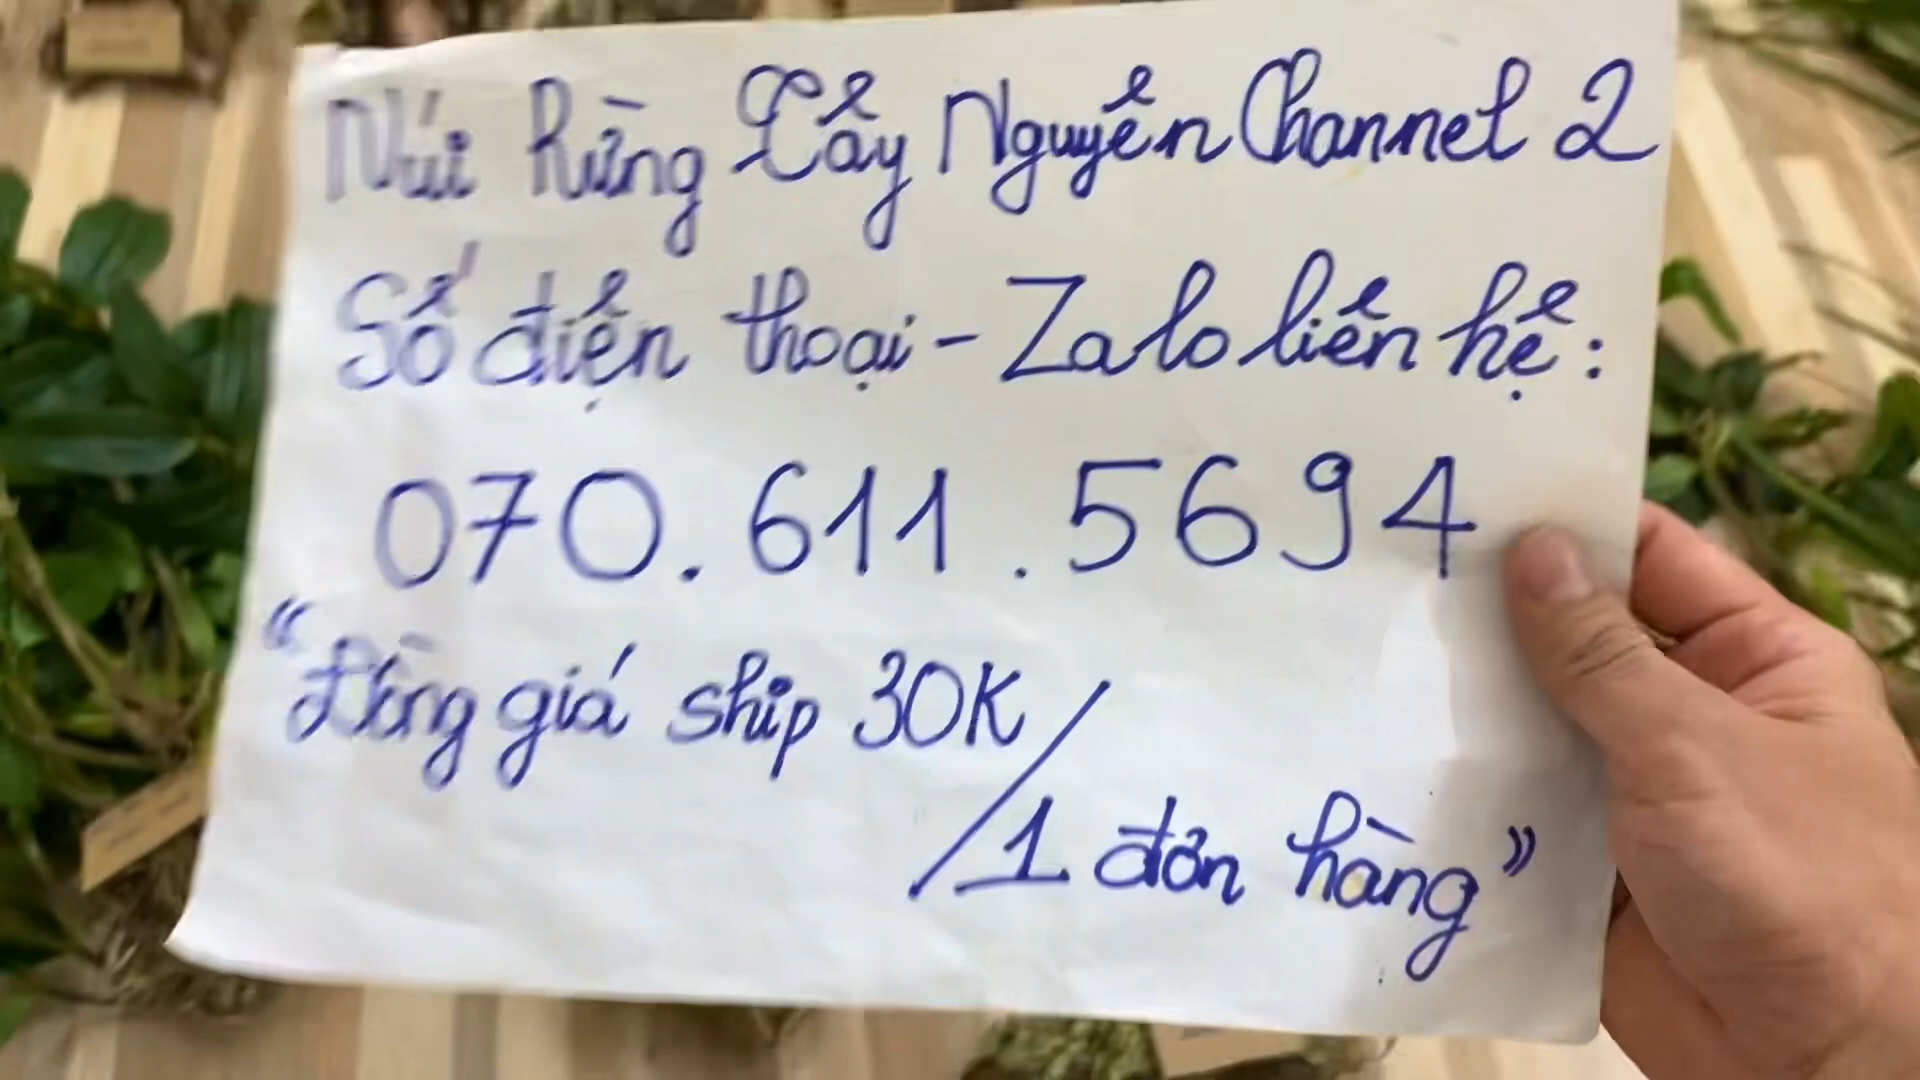 Núi Rừng Tây Nguyên Channel 2
Số điện thoại - Zalo liên hệ:
070.611.5694
"Đồng giá ship 30K
/1 đơn hàng"